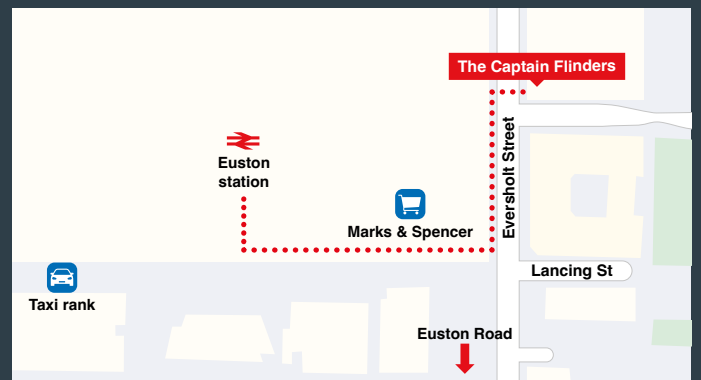 The Captain Flinders
Euston
station
Eversholt Street
Marks & Spencer
Lancing St
Taxi rank
Euston Road